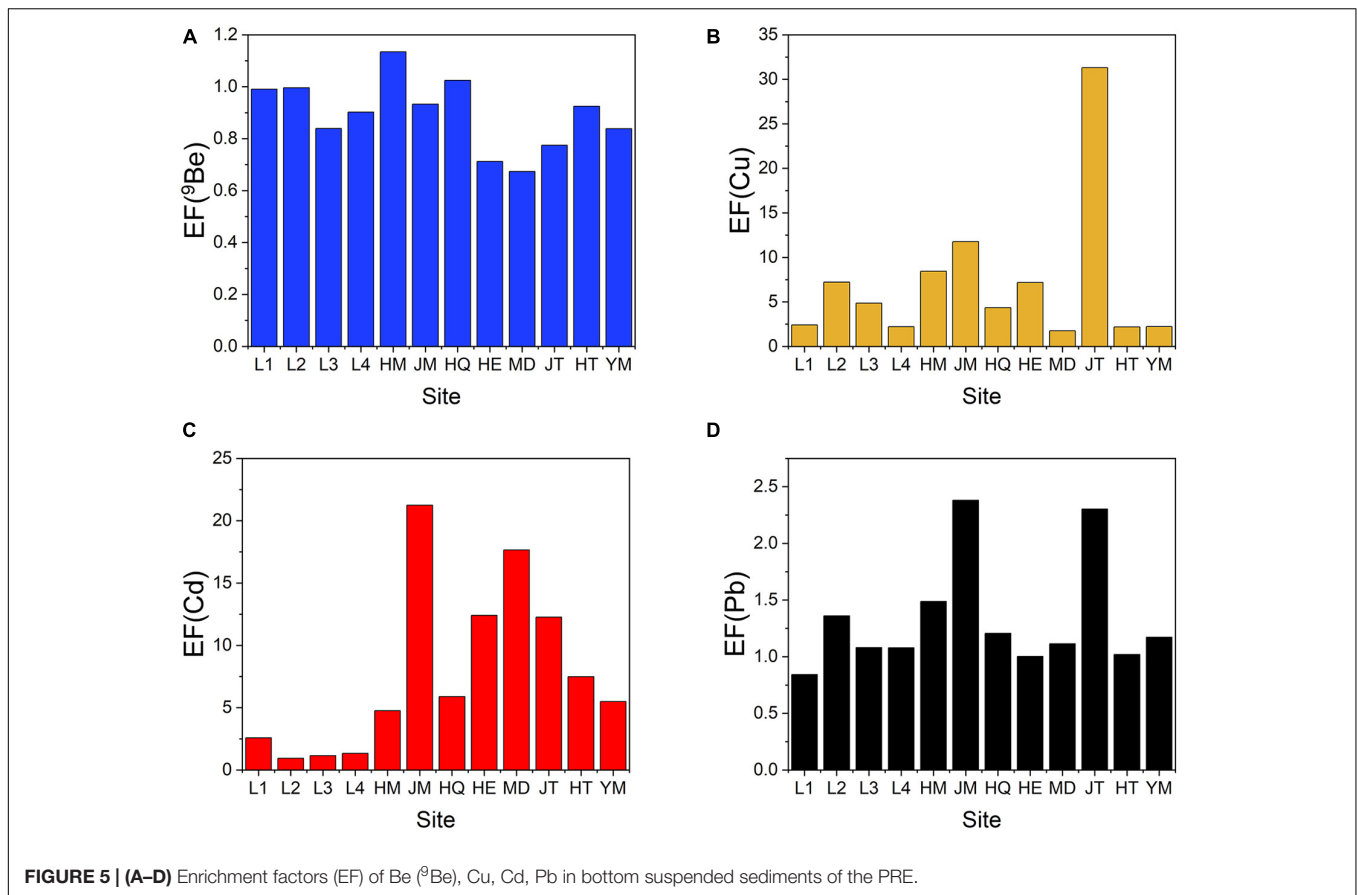 A
1.2
1.0
0.8
0.6
0.4
0.2
0.0
EF(⁹Be)
L1 L2 L3 L4 HM JM HQ HE MD JT HT YM
Site
B
35
30
25
20
15
10
5
0
EF(Cu)
L1 L2 L3 L4 HM JM HQ HE MD JT HT YM
Site
C
25
20
15
10
5
0
EF(Cd)
L1 L2 L3 L4 HM JM HQ HE MD JT HT YM
Site
D
2.5
2.0
1.5
1.0
0.5
0.0
EF(Pb)
L1 L2 L3 L4 HM JM HQ HE MD JT HT YM
Site
FIGURE 5 | (A–D) Enrichment factors (EF) of Be (⁹Be), Cu, Cd, Pb in bottom suspended sediments of the PRE.